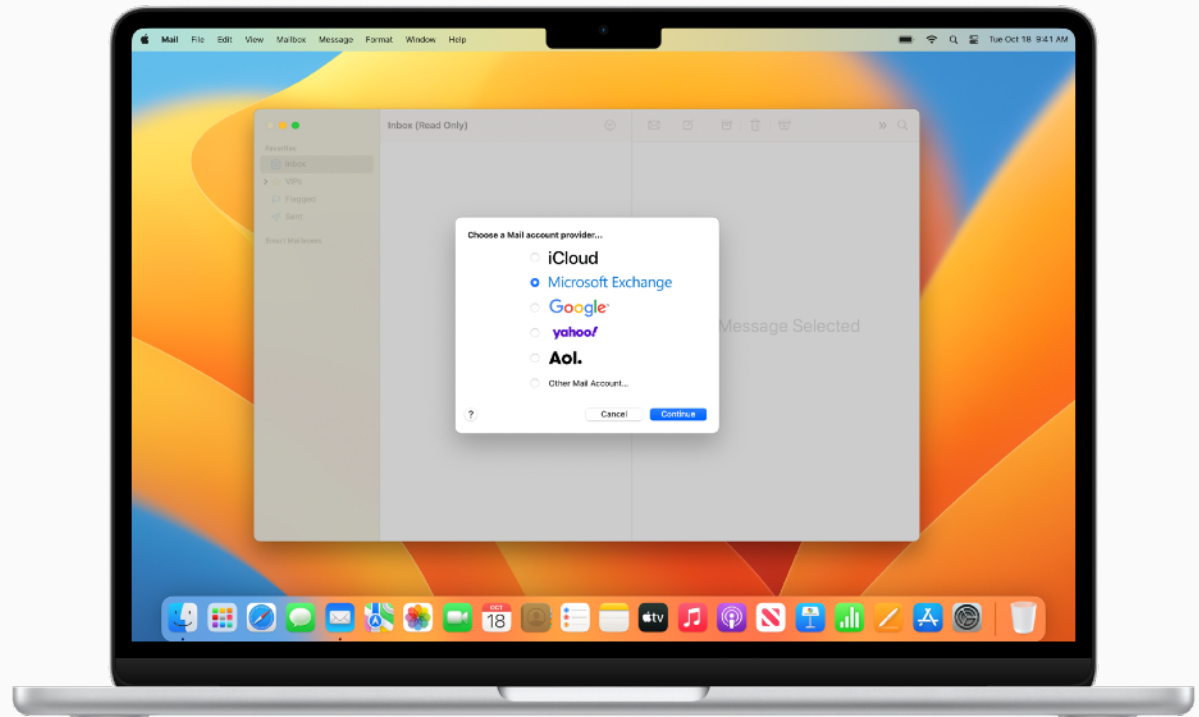 Mail File Edit View Mailbox Message Format Window Help Tue Oct 18 9:41 AM
Inbox (Read Only)
Favorites
Inbox
VIPs
Flagged
Sent
Smart Mailboxes
Choose a Mail account provider...
iCloud
Microsoft Exchange
Google
yahoo!
Aol.
Other Mail Account...
? Cancel Continue
Message Selected
OCT
18
tv